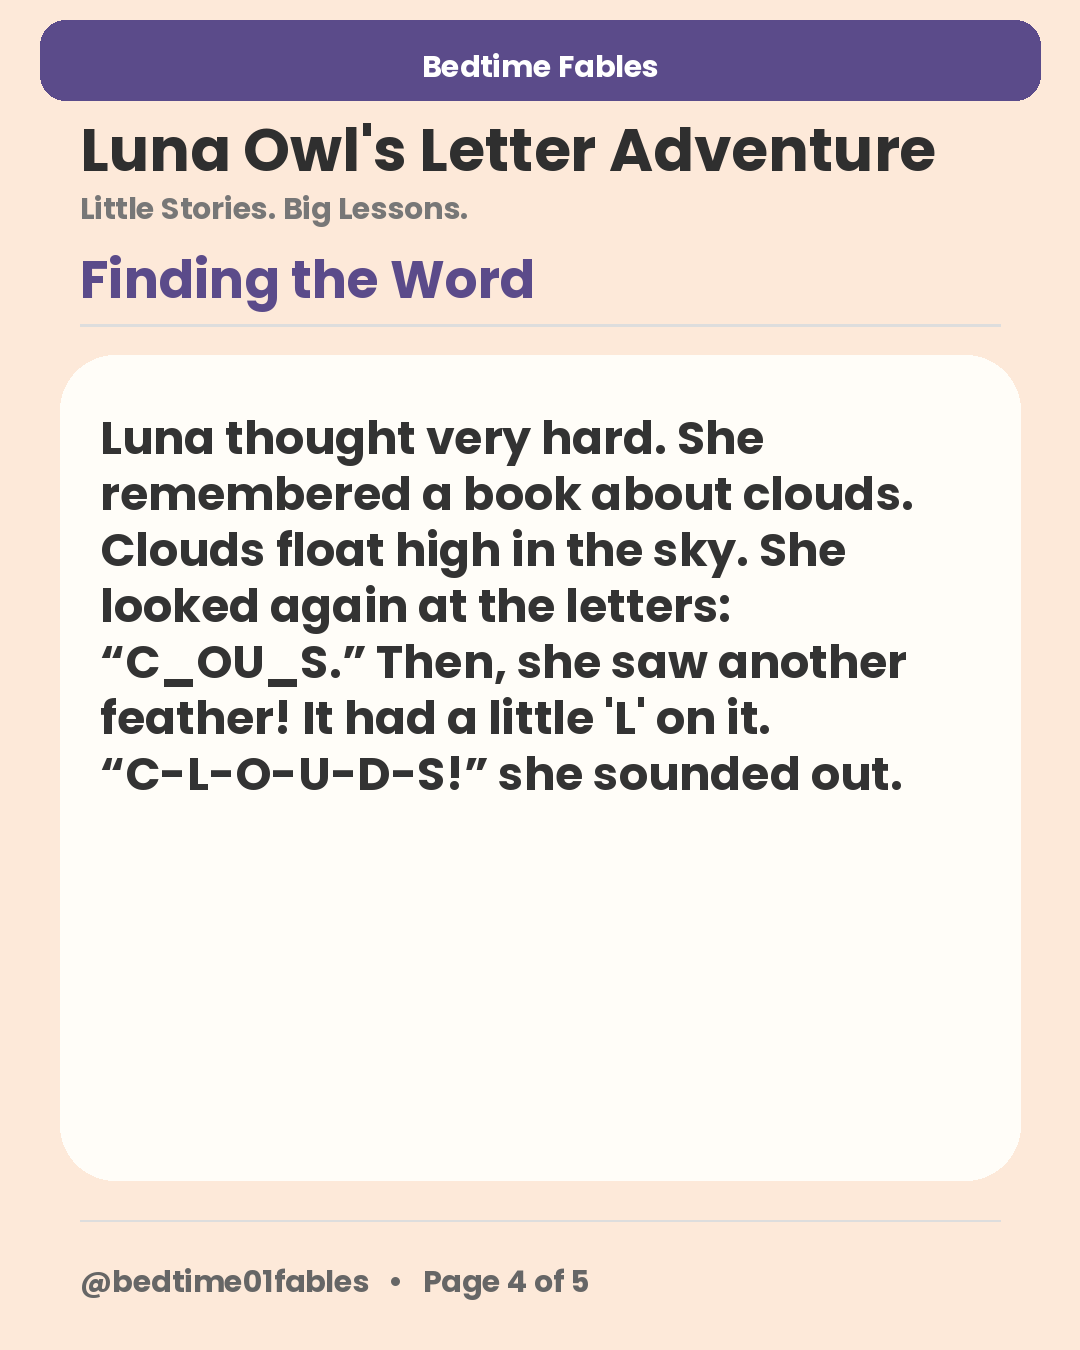 Bedtime Fables
Luna Owl's Letter Adventure
Little Stories. Big Lessons.
Finding the Word
Luna thought very hard. She
remembered a book about clouds.
Clouds float high in the sky. She
looked again at the letters:
“C_OU_S.” Then, she saw another
feather! It had a little 'L' on it.
“C-L-O-U-D-S!” she sounded out.
@bedtime01fables • Page 4 of 5